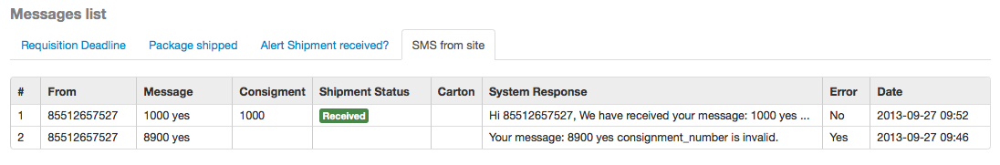 Messages list
Requisition Deadline Package shipped Alert Shipment received? SMS from site
# From Message Consigment Shipment Status Carton System Response Error Date
1 85512657527 1000 yes 1000 Received Hi 85512657527, We have received your message: 1000 yes ... No 2013-09-27 09:52
2 85512657527 8900 yes Your message: 8900 yes consignment_number is invalid. Yes 2013-09-27 09:46